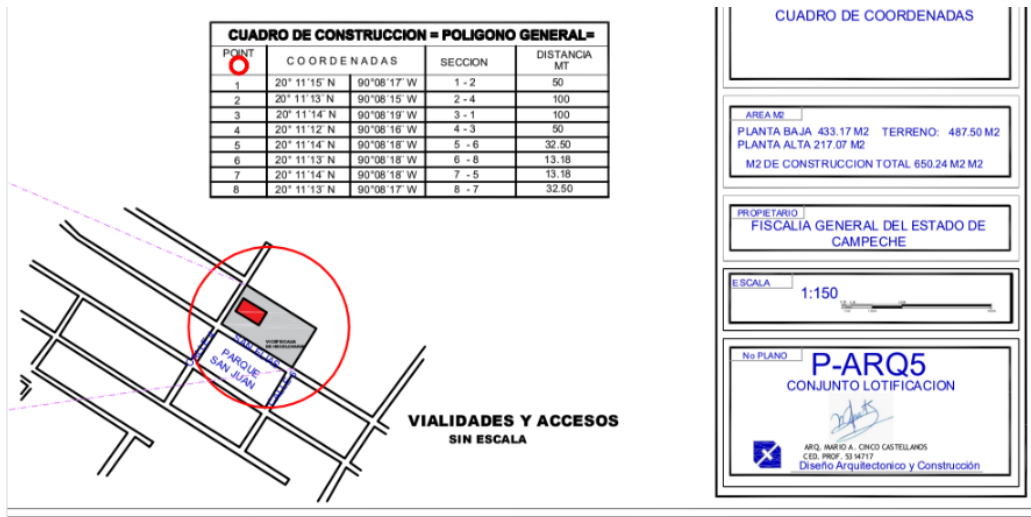 CUADRO DE CONSTRUCCION = POLIGONO GENERAL=
POINT COORDENADAS SECCION DISTANCIA MT
1 20° 11´15¨ N 90°08´17¨ W 1 - 2 50
2 20° 11´13¨ N 90°08´15¨ W 2 - 4 100
3 20° 11´14¨ N 90°08´19¨ W 3 - 1 100
4 20° 11´12¨ N 90°08´16¨ W 4 - 3 50
5 20° 11´14¨ N 90°08´18¨ W 5 - 6 32.50
6 20° 11´13¨ N 90°08´18¨ W 6 - 8 13.18
7 20° 11´14¨ N 90°08´18¨ W 7 - 5 13.18
8 20° 11´13¨ N 90°08´17¨ W 8 - 7 32.50
PARQUE
SAN JUÁN
VIALIDADES Y ACCESOS
SIN ESCALA
CUADRO DE COORDENADAS
AREA M2
PLANTA BAJA 433.17 M2 TERRENO: 487.50 M2
PLANTA ALTA 217.07 M2
M2 DE CONSTRUCCION TOTAL 650.24 M2 M2
PROPIETARIO
FISCALIA GENERAL DEL ESTADO DE
CAMPECHE
ESCALA
1:150
No PLANO
P-ARQ5
CONJUNTO LOTIFICACION
ARQ. MARIO A. CINCO CASTELLANOS
CED. PROF. 5314717
Diseño Arquitectonico y Construcción